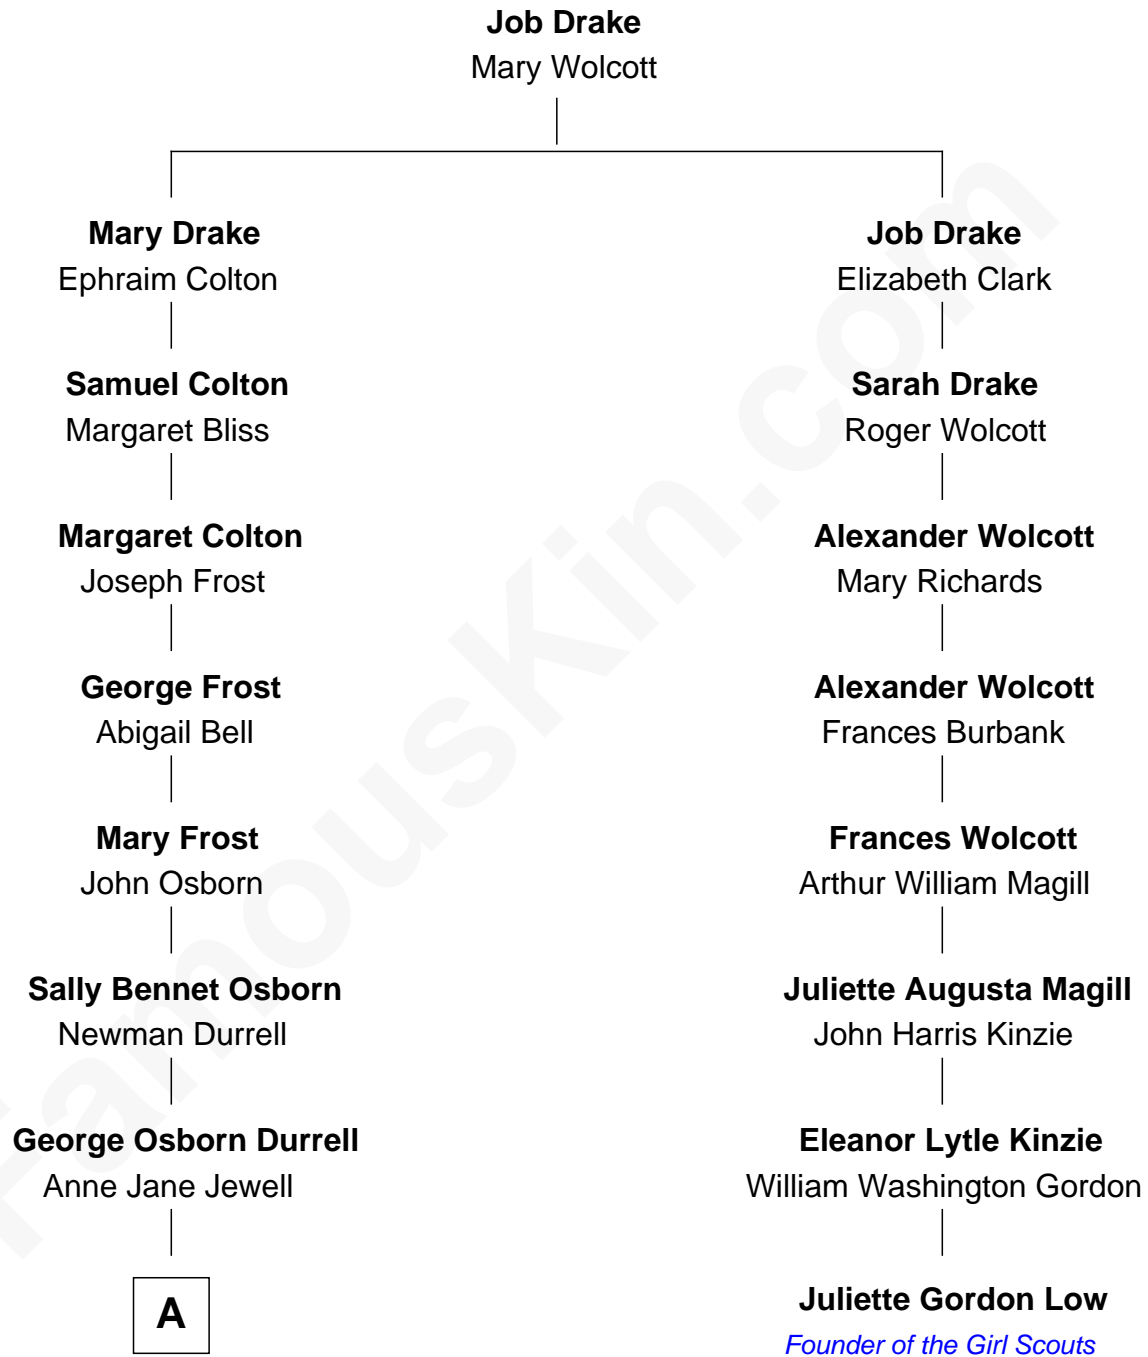 Job Drake
Mary Wolcott
Mary Drake
Ephraim Colton
Job Drake
Elizabeth Clark
Samuel Colton
Margaret Bliss
Sarah Drake
Roger Wolcott
Margaret Colton
Joseph Frost
Alexander Wolcott
Mary Richards
George Frost
Abigail Bell
Alexander Wolcott
Frances Burbank
Mary Frost
John Osborn
Frances Wolcott
Arthur William Magill
Sally Bennet Osborn
Newman Durrell
Juliette Augusta Magill
John Harris Kinzie
George Osborn Durrell
Anne Jane Jewell
Eleanor Lytle Kinzie
William Washington Gordon
A
Juliette Gordon Low
Founder of the Girl Scouts
FamousKin.com